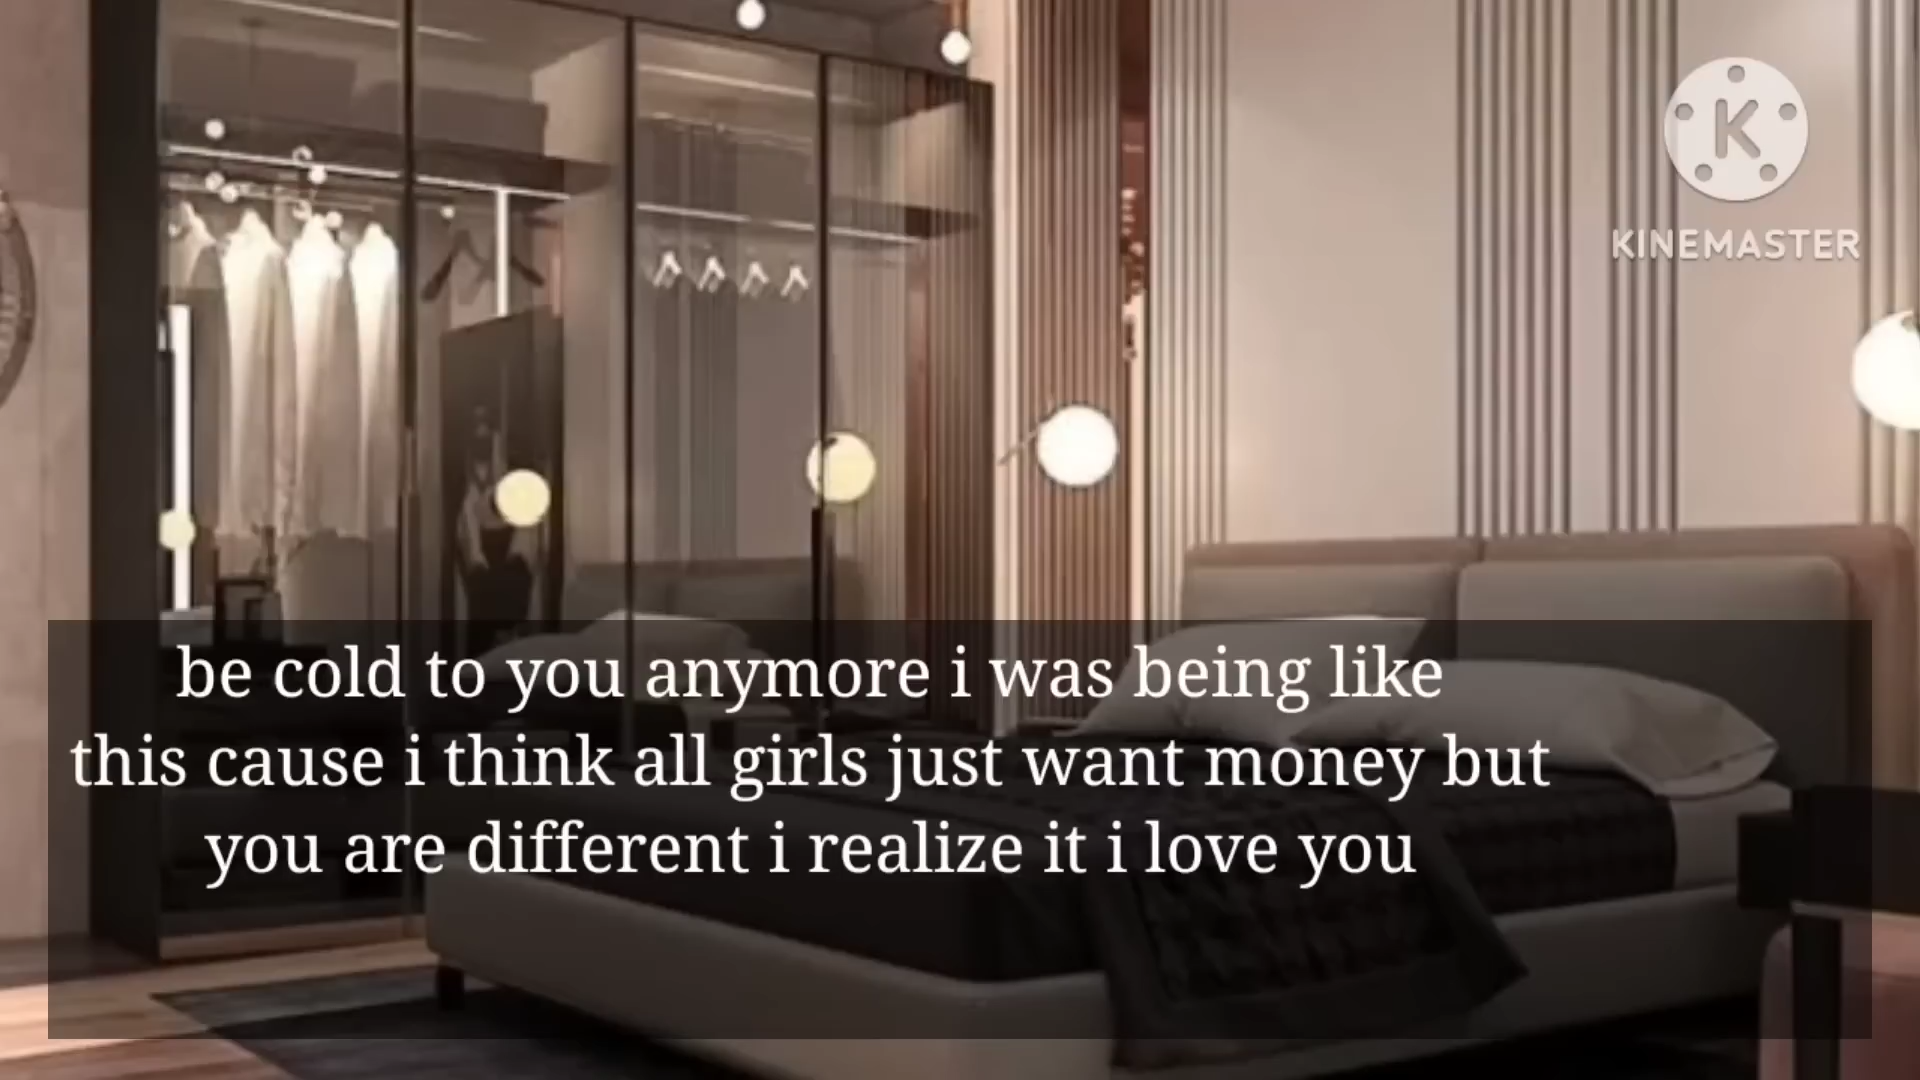 K
KINEMASTER
be cold to you anymore i was being like
this cause i think all girls just want money but
you are different i realize it i love you